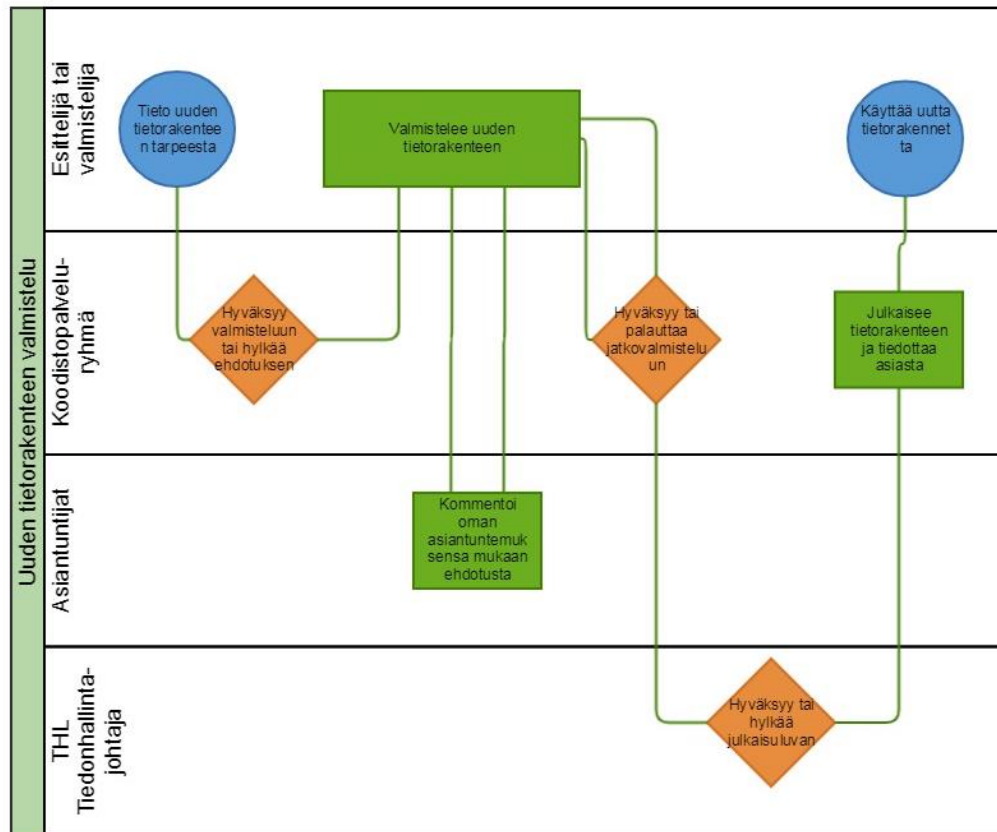 Uuden tietorakenteen valmistelu
Esittelijä tai
valmistelija
Tieto uuden
tietorakentee
n tarpeesta
Valmistelee uuden
tietorakenteen
Käyttää uutta
tietorakennet
ta
Koodistopalvelu-
ryhmä
Hyväksyy
valmisteluun
tai hylkää
ehdotuksen
Hyväksyy tai
palauttaa
jatkovalmistelu
un
Julkaisee
tietorakenteen
ja tiedottaa
asiasta
Asiantuntijat
Kommentoi
oman
asiantuntemuk
sensa mukaan
ehdotusta
THL
Tiedonhallinta-
johtaja
Hyväksyy tai
hylkää
julkaisuluvan